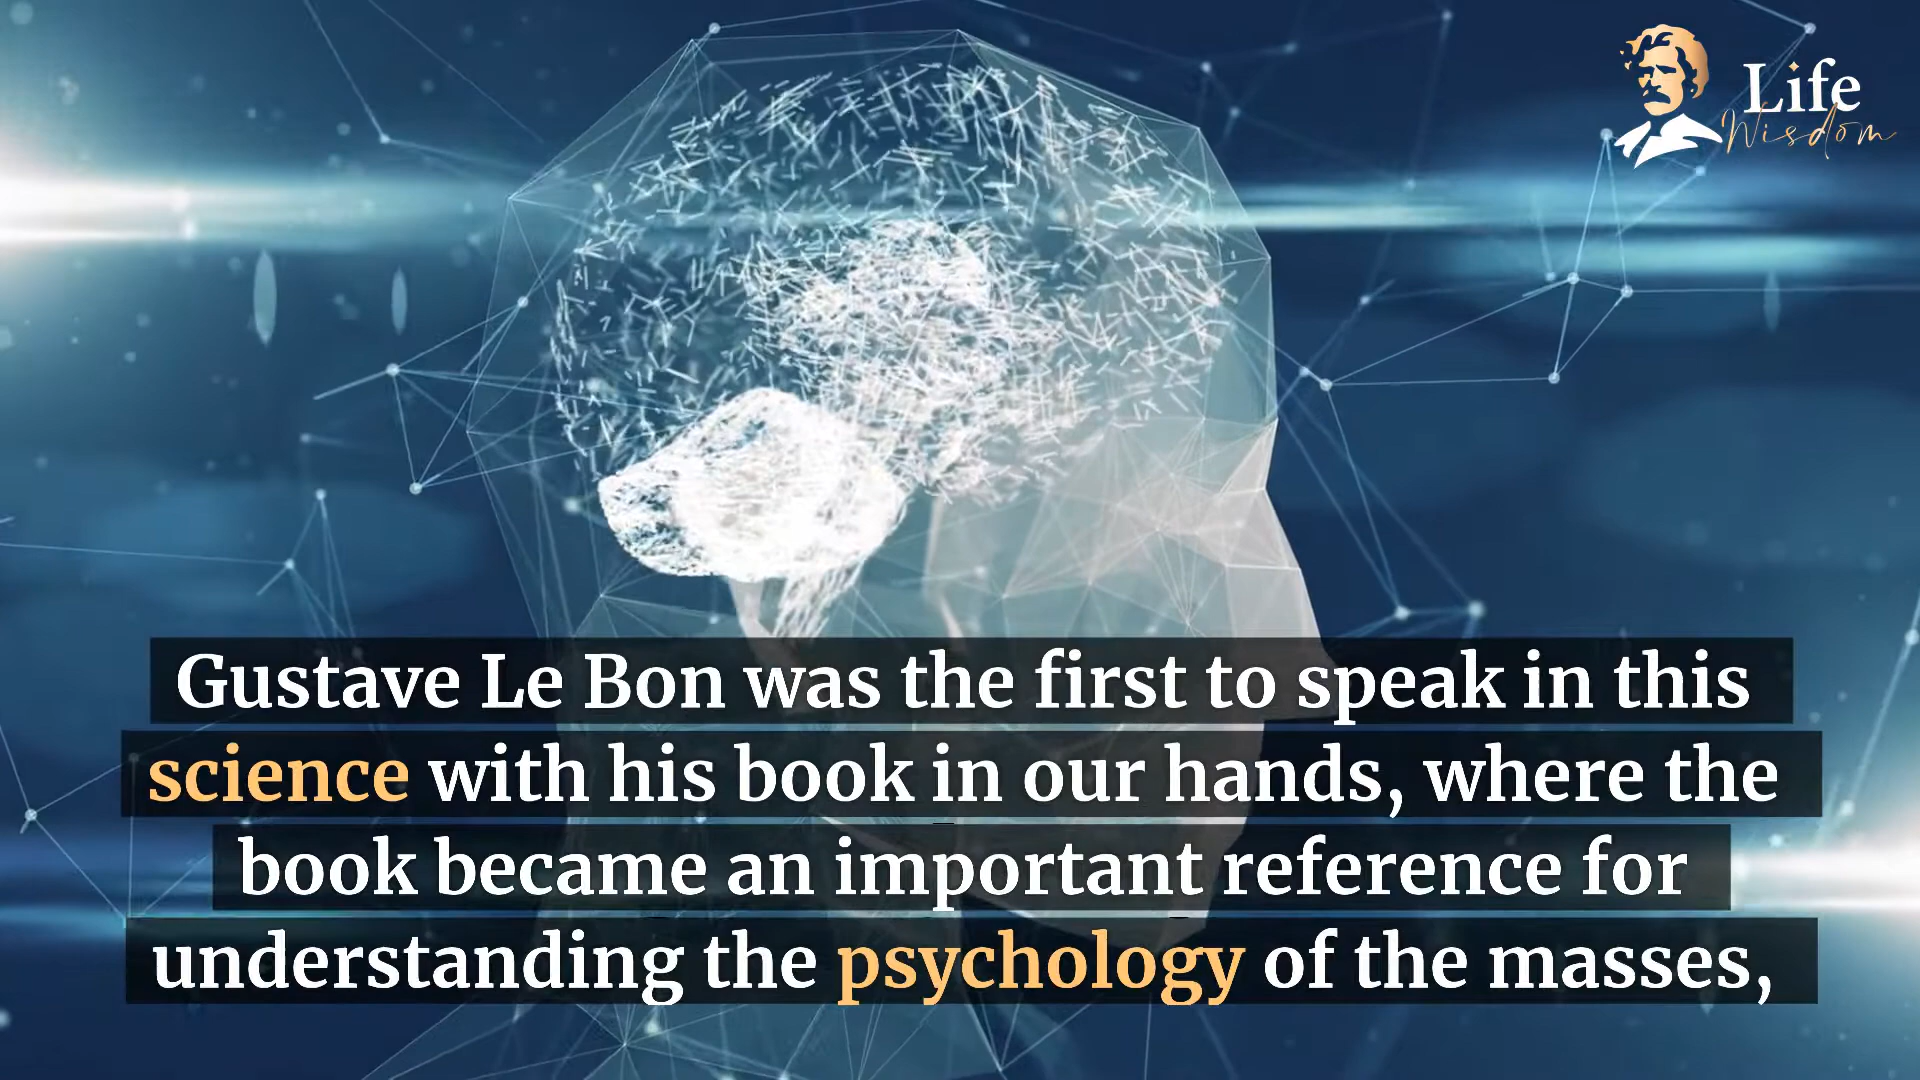 Life
Wisdom
Gustave Le Bon was the first to speak in this
science with his book in our hands, where the
book became an important reference for
understanding the psychology of the masses,